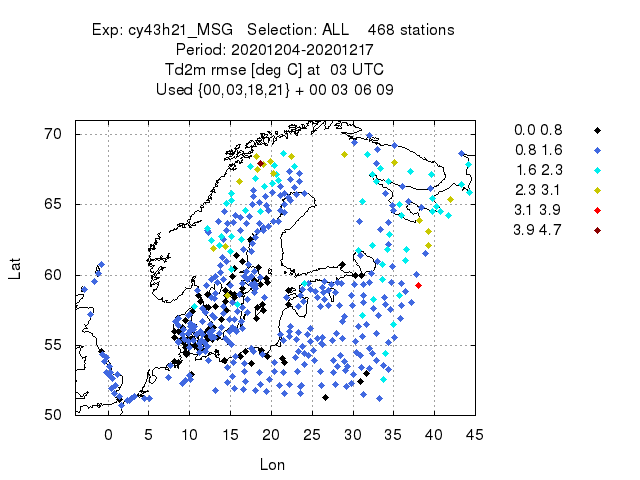 Exp: cy43h21_MSG   Selection: ALL    468 stations
Period: 20201204-20201217
Td2m rmse [deg C] at  03 UTC
Used {00,03,18,21} + 00 03 06 09
70
65
60
55
50
Lat
0 5 10 15 20 25 30 35 40 45
Lon
0.0 0.8
0.8 1.6
1.6 2.3
2.3 3.1
3.1 3.9
3.9 4.7